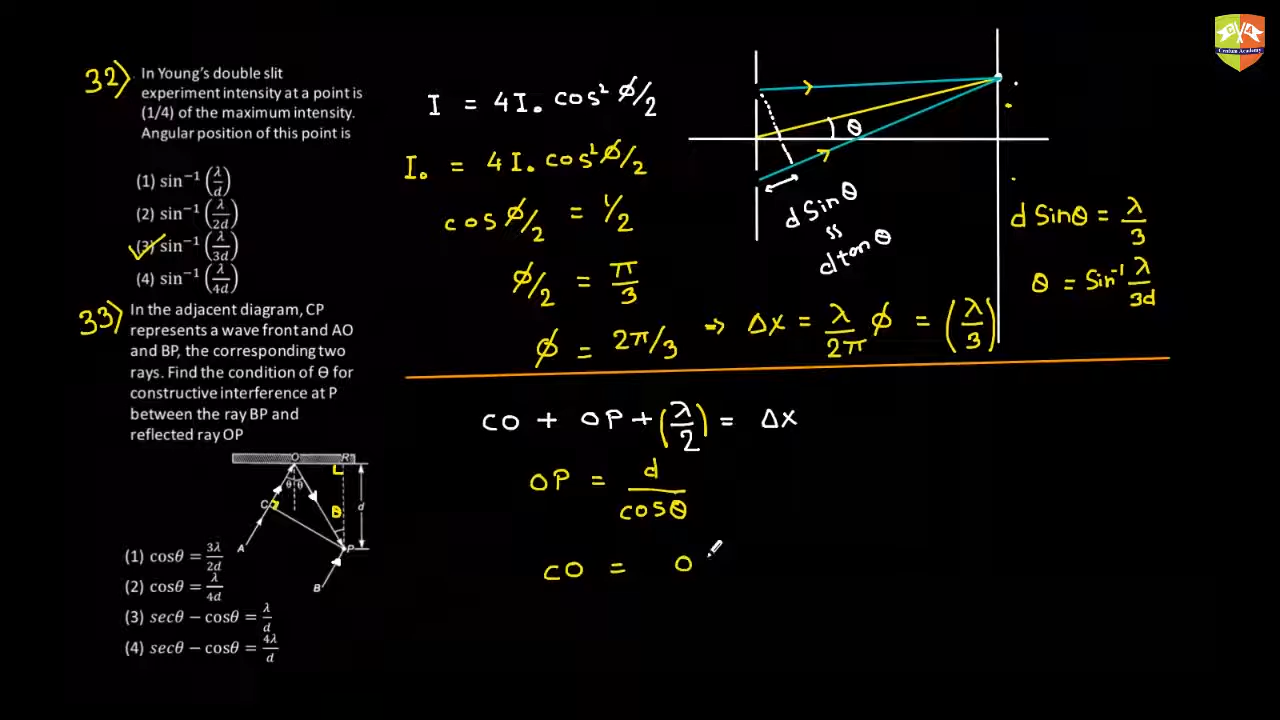 32) In Young's double slit
experiment intensity at a point is
(1/4) of the maximum intensity.
Angular position of this point is
(1) sin⁻¹ (λ/d)
(2) sin⁻¹ (λ/2d)
(3) sin⁻¹ (λ/3d)
(4) sin⁻¹ (λ/4d)
33) In the adjacent diagram, CP
represents a wave front and AO
and BP, the corresponding two
rays. Find the condition of Ɵ for
constructive interference at P
between the ray BP and
reflected ray OP
O R
θ θ
C θ d
A P
B
(1) cosθ = 3λ/2d
(2) cosθ = λ/4d
(3) secθ − cosθ = λ/d
(4) secθ − cosθ = 4λ/d
I = 4I₀ cos² ϕ/2
I₀ = 4I₀ cos² ϕ/2
cos ϕ/2 = 1/2
ϕ/2 = π/3
ϕ = 2π/3 → Δx = λ/2π ϕ = (λ/3)
θ
d Sinθ
=
d tanθ
d Sinθ = λ/3
θ = Sin⁻¹ λ/3d
CO + OP + (λ/2) = Δx
OP = d/cosθ
CO = O
Centum Academy